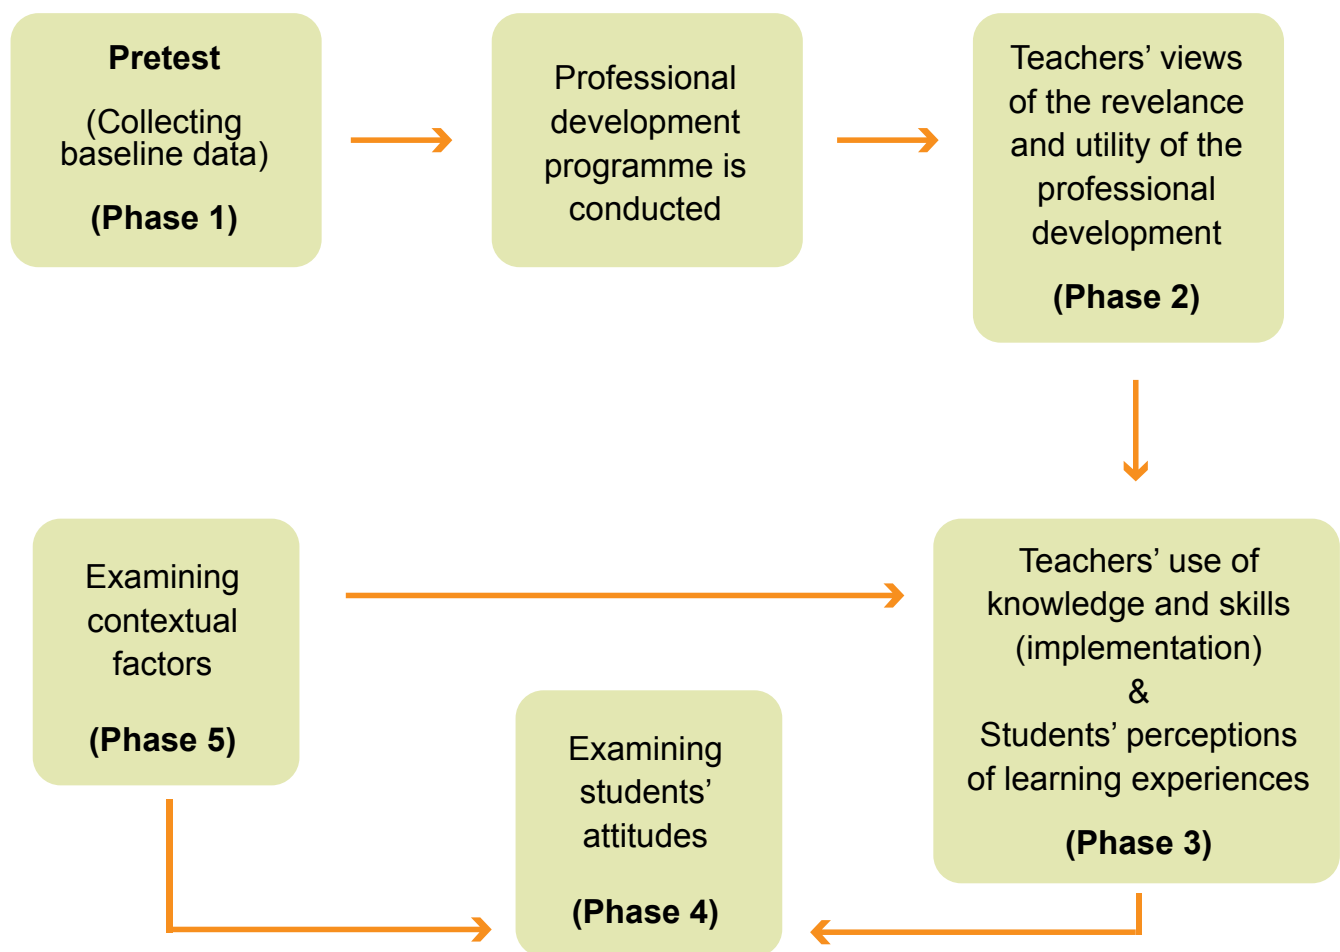 Pretest
(Collecting
baseline data)
(Phase 1)
Professional
development
programme is
conducted
Teachers’ views
of the revelance
and utility of the
professional
development
(Phase 2)
Teachers’ use of
knowledge and skills
(implementation)
&
Students’ perceptions
of learning experiences
(Phase 3)
Examining
students’
attitudes
(Phase 4)
Examining
contextual
factors
(Phase 5)